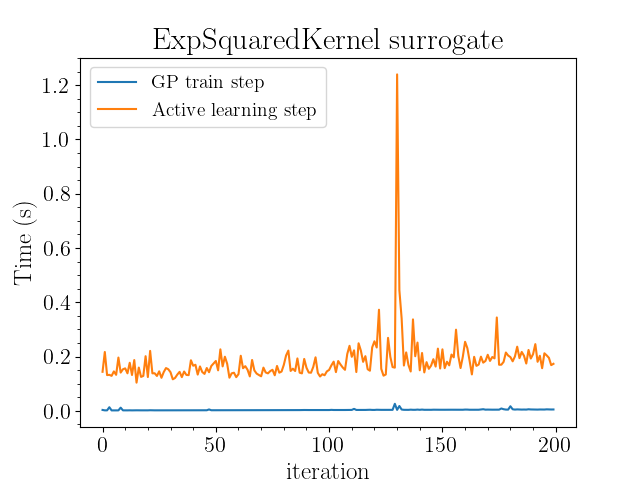 ExpSquaredKernel surrogate
GP train step
Active learning step
Time (s)
1.2
1.0
0.8
0.6
0.4
0.2
0.0
0
50
100
150
200
iteration